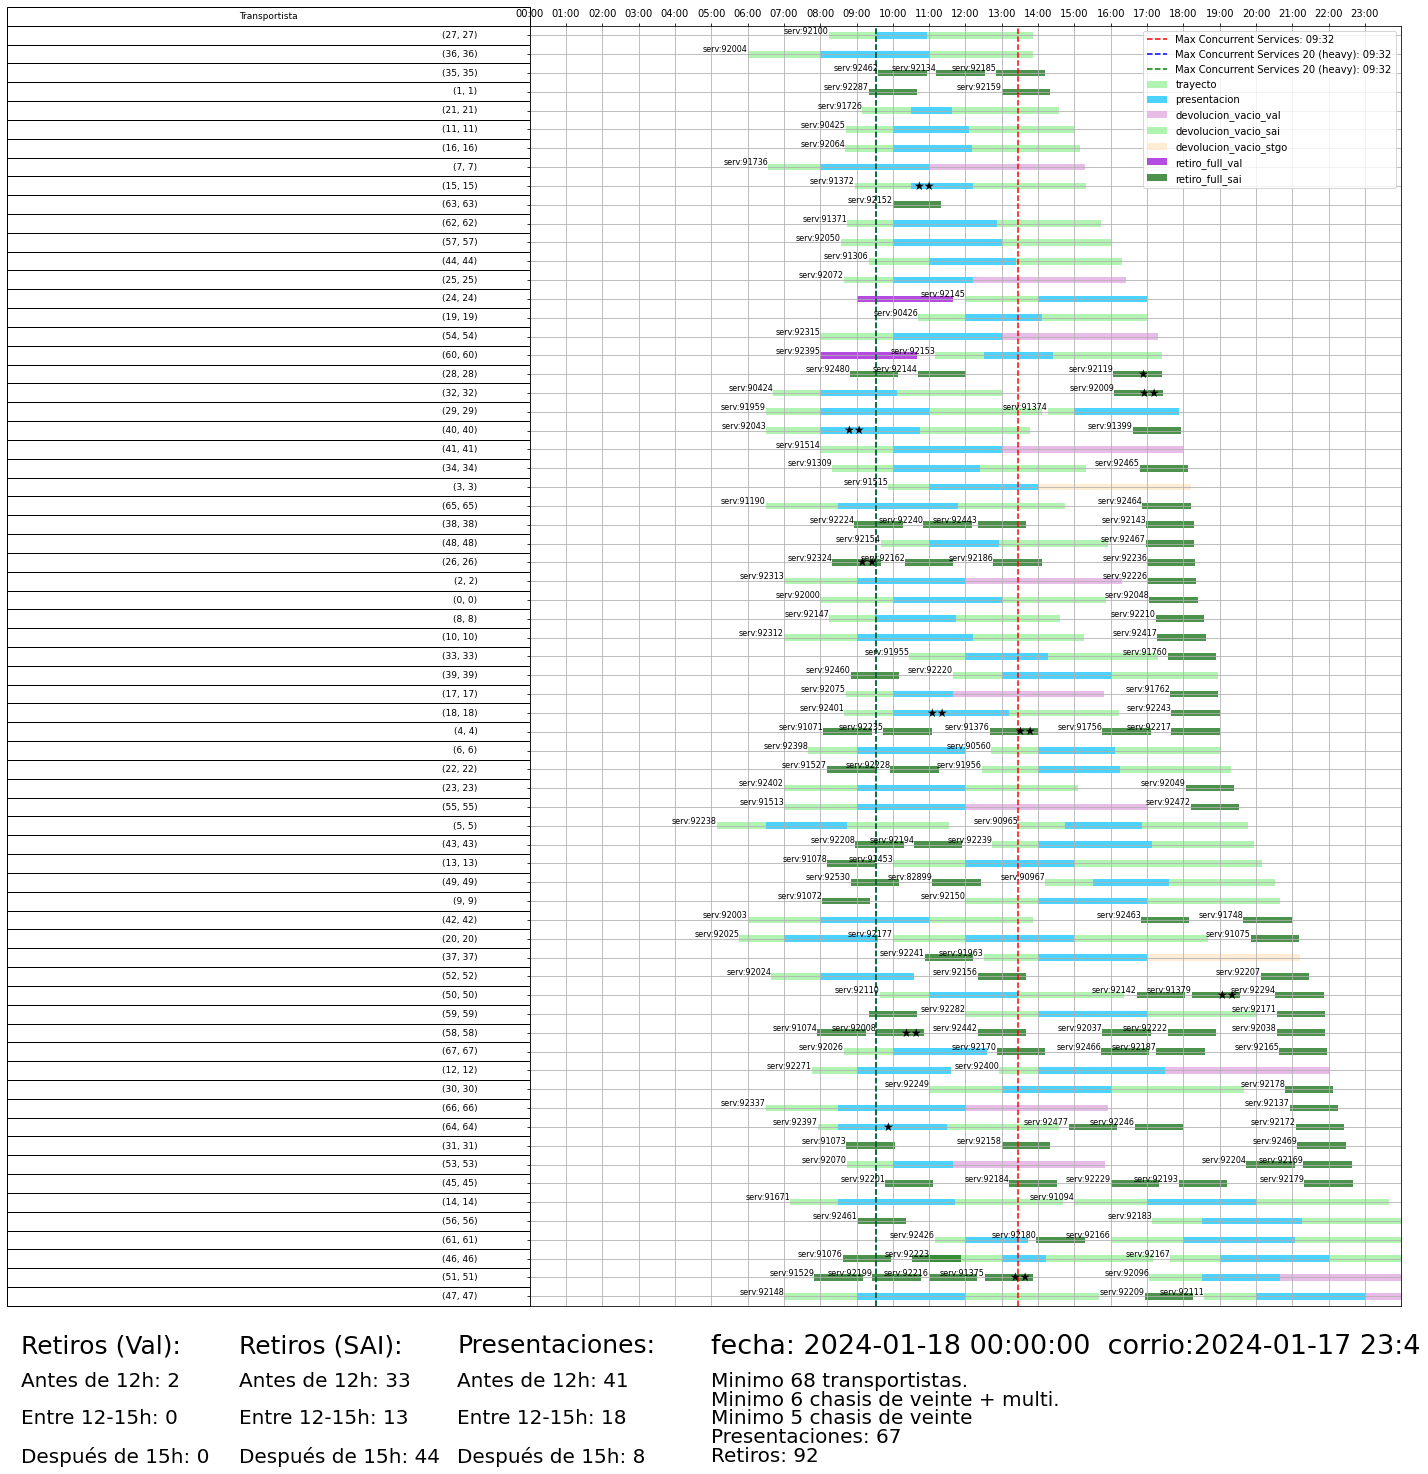 Transportista
00:00 01:00 02:00 03:00 04:00 05:00 06:00 07:00 08:00 09:00 10:00 11:00 12:00 13:00 14:00 15:00 16:00 17:00 18:00 19:00 20:00 21:00 22:00 23:00
Max Concurrent Services: 09:32
Max Concurrent Services 20 (heavy): 09:32
Max Concurrent Services 20 (heavy): 09:32
trayecto
presentacion
devolucion_vacio_val
devolucion_vacio_sai
devolucion_vacio_stgo
retiro_full_val
retiro_full_sai
(27, 27) serv:92100
(36, 36) serv:92004
(35, 35) serv:92462 serv:92134 serv:92185
(1, 1) serv:92287 serv:92159
(21, 21) serv:91726
(11, 11) serv:90425
(16, 16) serv:92064
(7, 7) serv:91736
(15, 15) serv:91372
(63, 63) serv:92152
(62, 62) serv:91371
(57, 57) serv:92050
(44, 44) serv:91306
(25, 25) serv:92072
(24, 24) serv:92145
(19, 19) serv:90426
(54, 54) serv:92315
(60, 60) serv:92395 serv:92153
(28, 28) serv:92480 serv:92144 serv:92119
(32, 32) serv:90424 serv:92009
(29, 29) serv:91959 serv:91374
(40, 40) serv:92043 serv:91399
(41, 41) serv:91514
(34, 34) serv:91309 serv:92465
(3, 3) serv:91515
(65, 65) serv:91190 serv:92464
(38, 38) serv:92224 serv:92240 serv:92443 serv:92143
(48, 48) serv:92154 serv:92467
(26, 26) serv:92324 serv:92162 serv:92186 serv:92236
(2, 2) serv:92313 serv:92226
(0, 0) serv:92000 serv:92048
(8, 8) serv:92147 serv:92210
(10, 10) serv:92312 serv:92417
(33, 33) serv:91955 serv:91760
(39, 39) serv:92460 serv:92220
(17, 17) serv:92075 serv:91762
(18, 18) serv:92401 serv:92243
(4, 4) serv:91071 serv:92235 serv:91376 serv:91756 serv:92217
(6, 6) serv:92398 serv:90560
(22, 22) serv:91527 serv:92228 serv:91956
(23, 23) serv:92402 serv:92049
(55, 55) serv:91513 serv:92472
(5, 5) serv:92238 serv:90965
(43, 43) serv:92208 serv:92194 serv:92239
(13, 13) serv:91078
(49, 49) serv:92530 serv:82899 serv:90967
(9, 9) serv:91072 serv:92150
(42, 42) serv:92003 serv:92463 serv:91748
(20, 20) serv:92025 serv:92177 serv:91075
(37, 37) serv:92241 serv:91963
(52, 52) serv:92024 serv:92156 serv:92207
(50, 50) serv:92110 serv:92142 serv:91379 serv:92294
(59, 59) serv:92282 serv:92171
(58, 58) serv:91074 serv:92008 serv:92442 serv:92037 serv:92222 serv:92038
(67, 67) serv:92026 serv:92170 serv:92466 serv:92187 serv:92165
(12, 12) serv:92271 serv:92400
(30, 30) serv:92249 serv:92178
(66, 66) serv:92337 serv:92137
(64, 64) serv:92397 serv:92477 serv:92246 serv:92172
(31, 31) serv:91073 serv:92158 serv:92469
(53, 53) serv:92070 serv:92204 serv:92169
(45, 45) serv:92201 serv:92184 serv:92229 serv:92193 serv:92179
(14, 14) serv:91671 serv:91094
(56, 56) serv:92461 serv:92183
(61, 61) serv:92426 serv:92180 serv:92166
(46, 46) serv:91076 serv:92223 serv:92167
(51, 51) serv:91529 serv:92199 serv:92216 serv:91375 serv:92096
(47, 47) serv:92148 serv:92209 serv:92111
Retiros (Val): Retiros (SAI): Presentaciones: fecha: 2024-01-18 00:00:00 corrio:2024-01-17 23:4
Antes de 12h: 2 Antes de 12h: 33 Antes de 12h: 41 Minimo 68 transportistas.
Minimo 6 chasis de veinte + multi.
Entre 12-15h: 0 Entre 12-15h: 13 Entre 12-15h: 18 Minimo 5 chasis de veinte
Presentaciones: 67
Después de 15h: 0 Después de 15h: 44 Después de 15h: 8 Retiros: 92